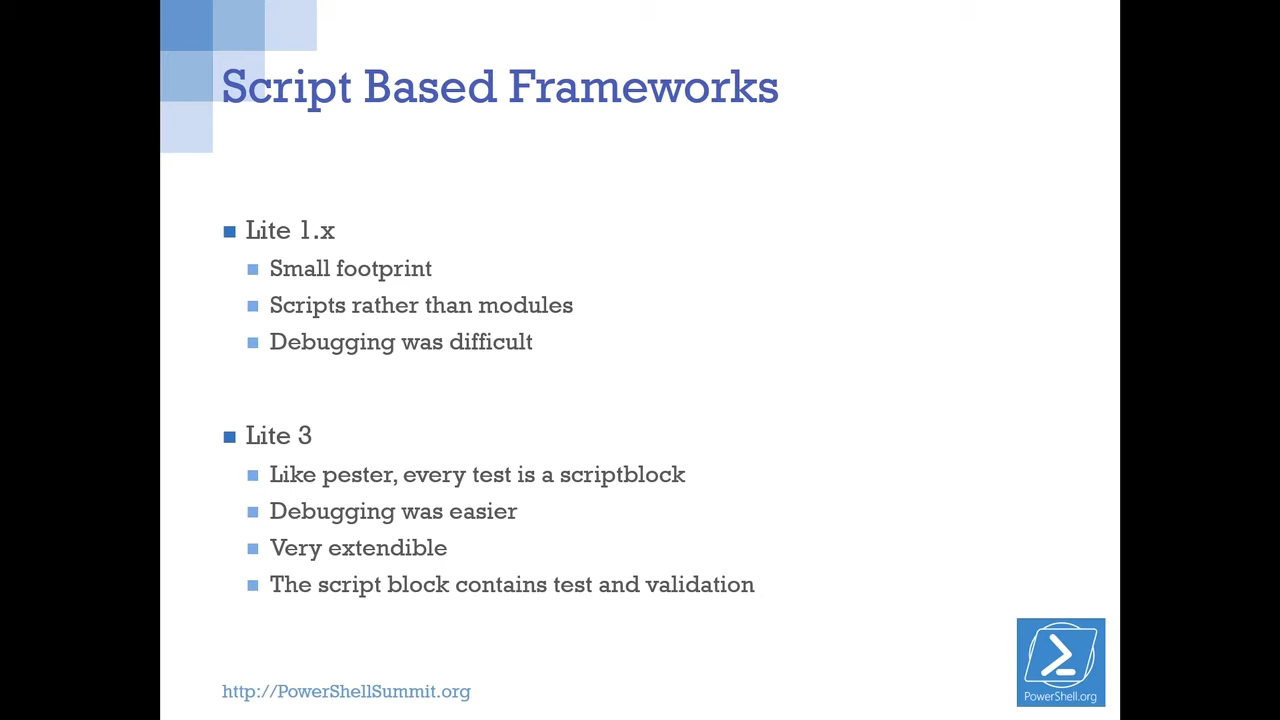 Script Based Frameworks
Lite 1.x
Small footprint
Scripts rather than modules
Debugging was difficult
Lite 3
Like pester, every test is a scriptblock
Debugging was easier
Very extendible
The script block contains test and validation
http://PowerShellSummit.org
PowerShell.org